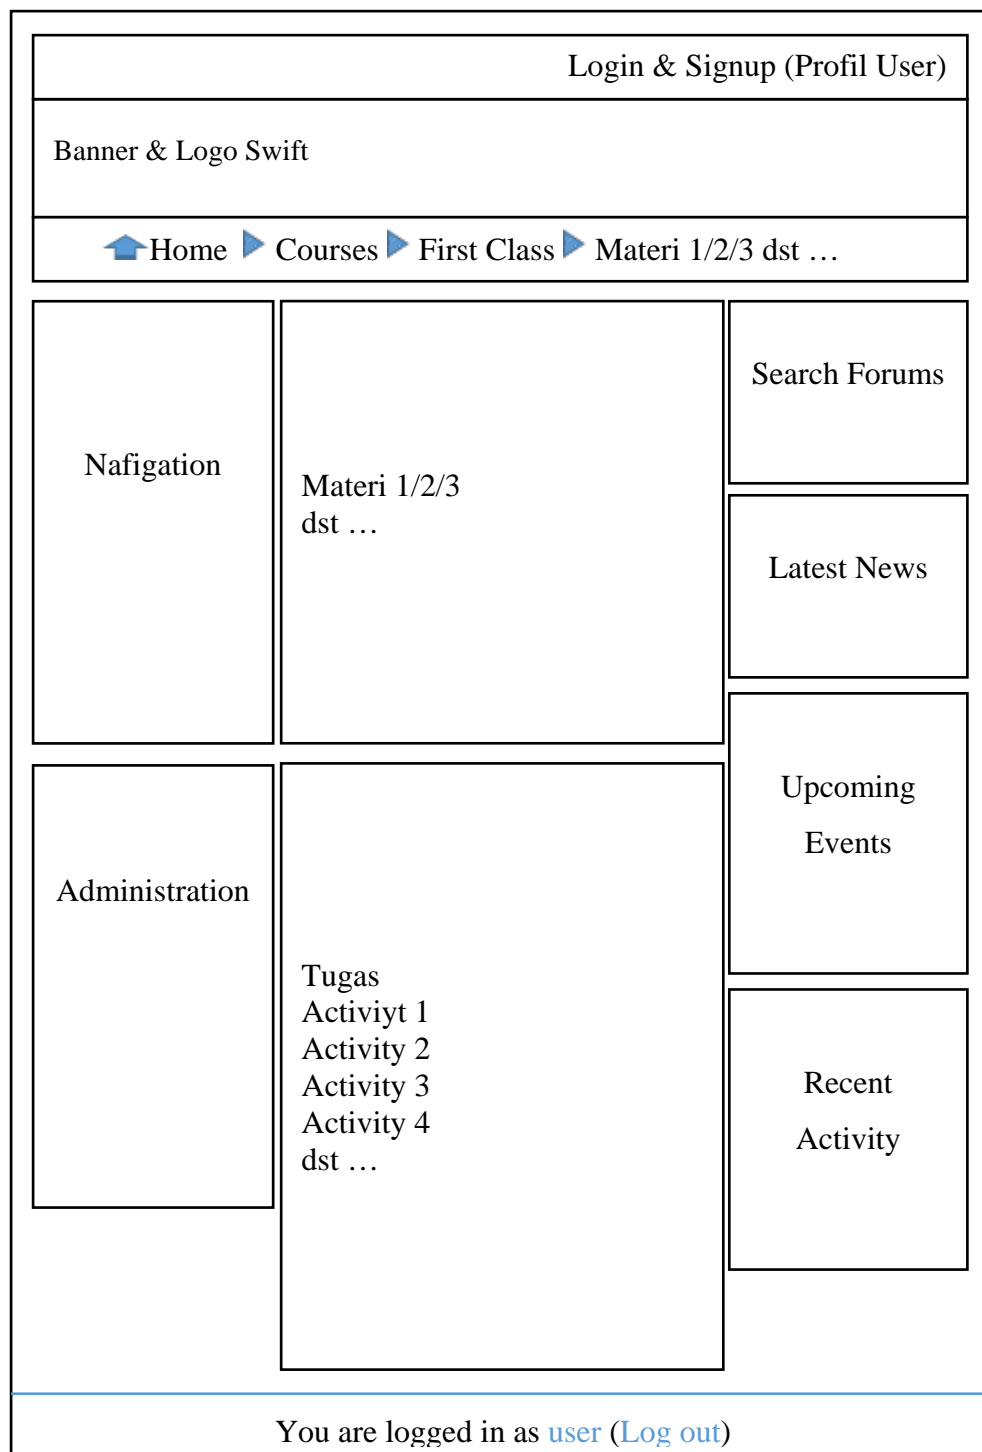 Login & Signup (Profil User)
Banner & Logo Swift
Home Courses First Class Materi 1/2/3 dst …
Nafigation
Materi 1/2/3
dst …
Search Forums
Latest News
Upcoming
Events
Administration
Tugas
Activiyt 1
Activity 2
Activity 3
Activity 4
dst …
Recent
Activity
You are logged in as user (Log out)